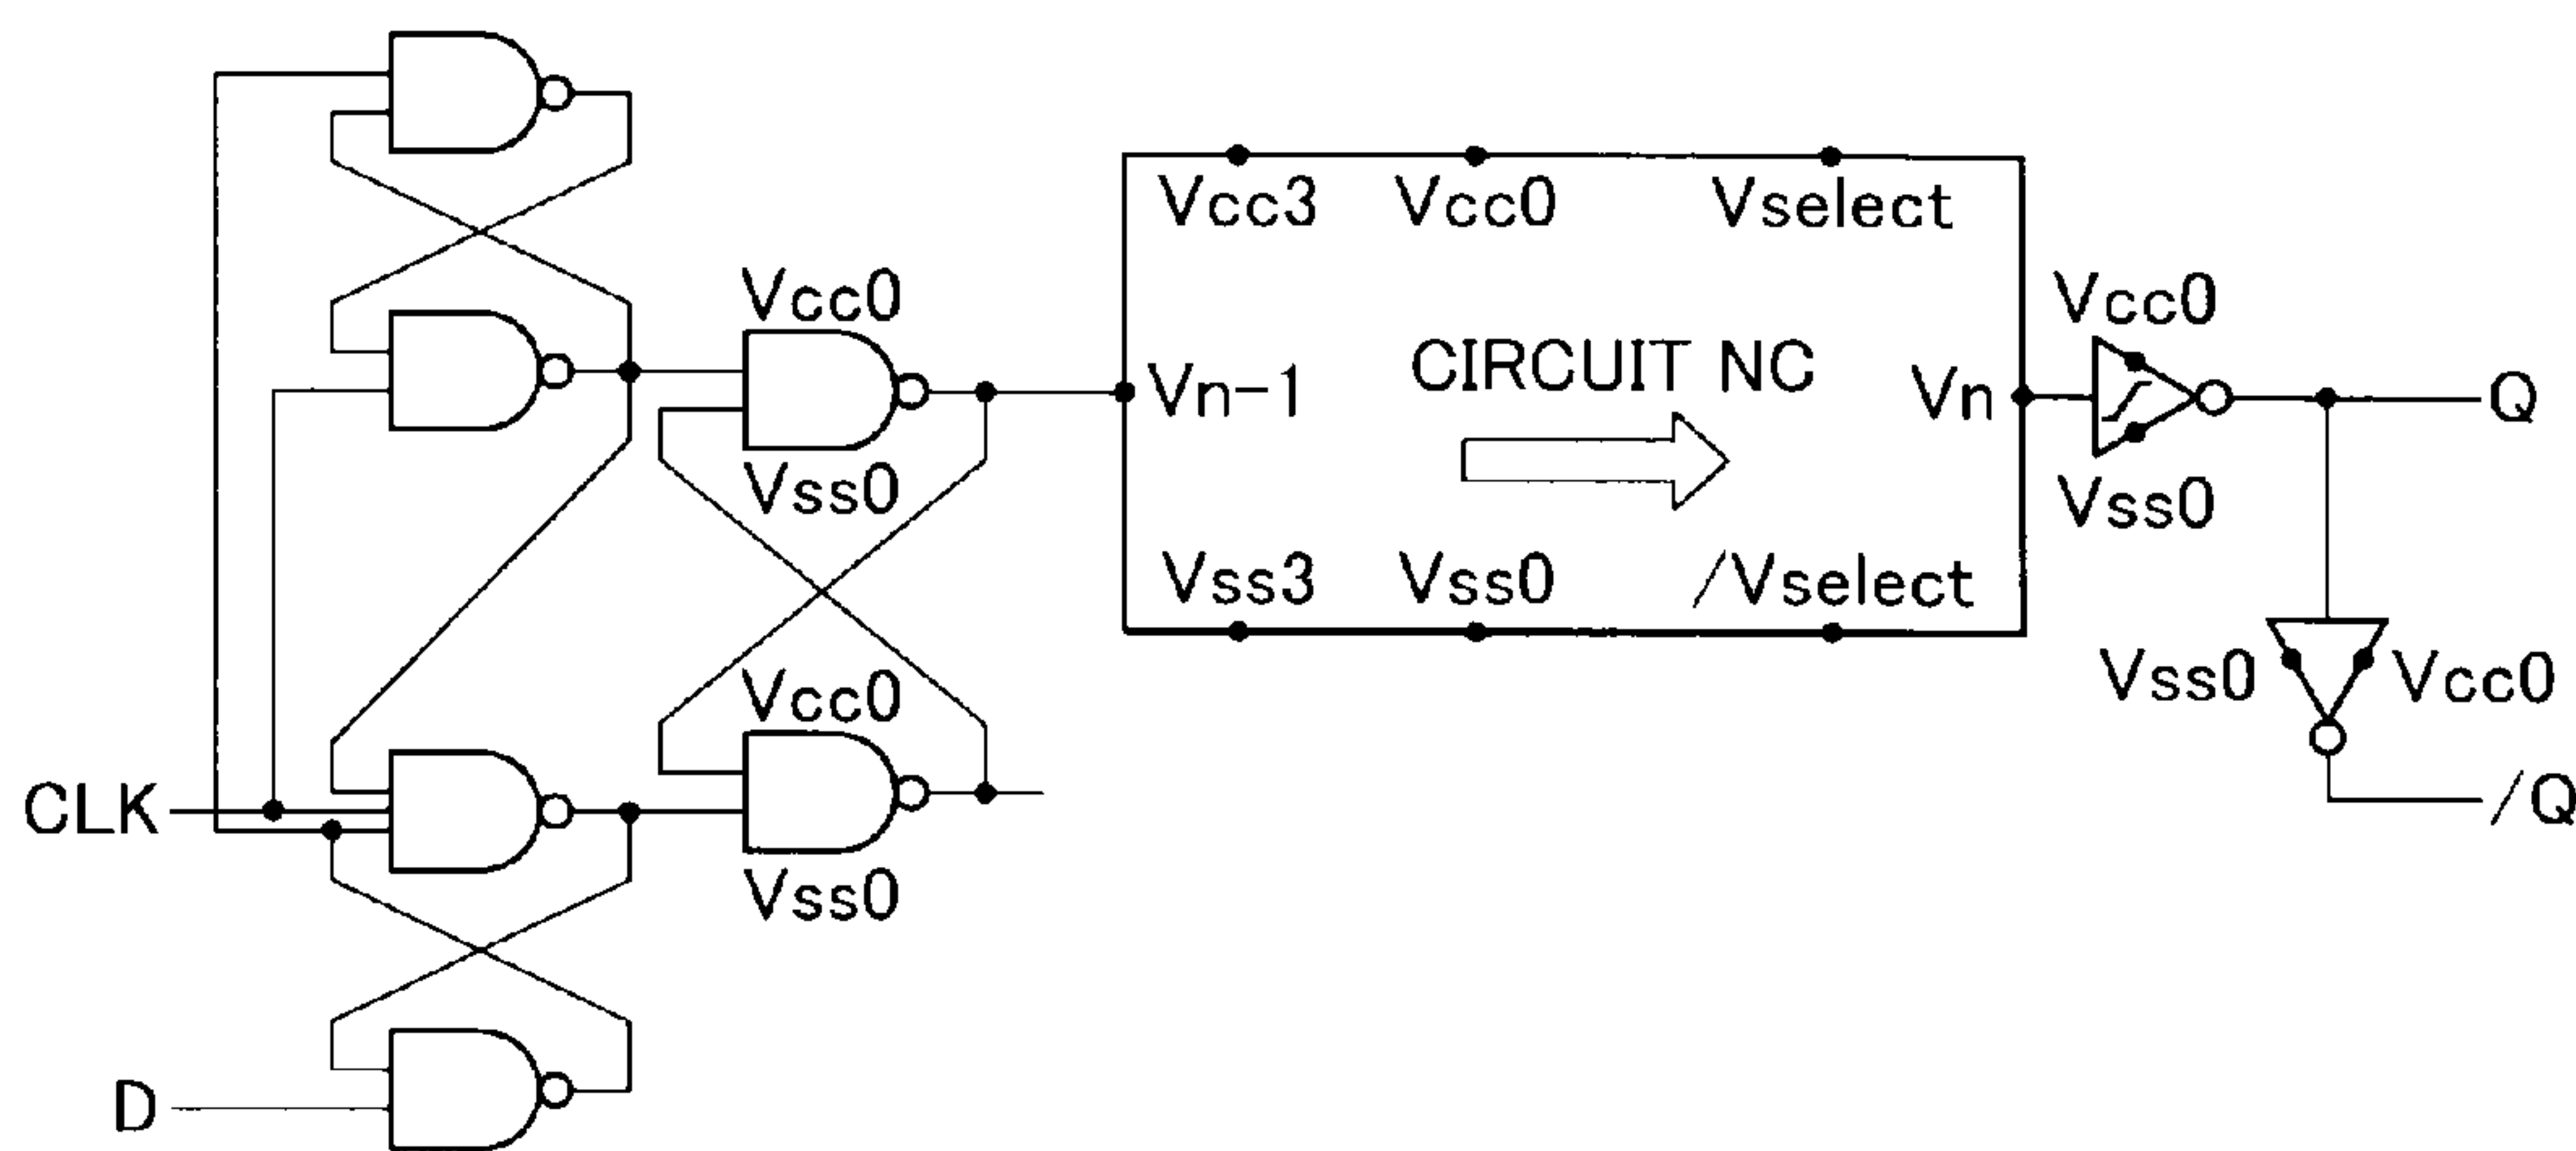 Vcc3 Vcc0 Vselect
Vcc0
Vcc0
Vn-1 CIRCUIT NC Vn
Q
Vss0
Vss0
Vss3 Vss0 /Vselect
Vss0 Vcc0
Vcc0
CLK
/Q
Vss0
D